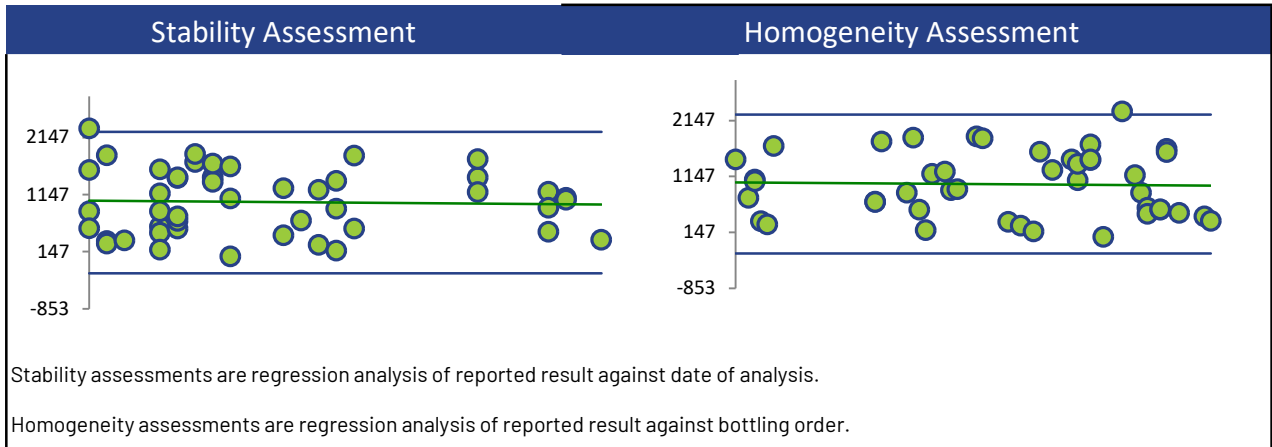 Stability Assessment
Homogeneity Assessment
2147
1147
147
-853
2147
1147
147
-853
Stability assessments are regression analysis of reported result against date of analysis.
Homogeneity assessments are regression analysis of reported result against bottling order.